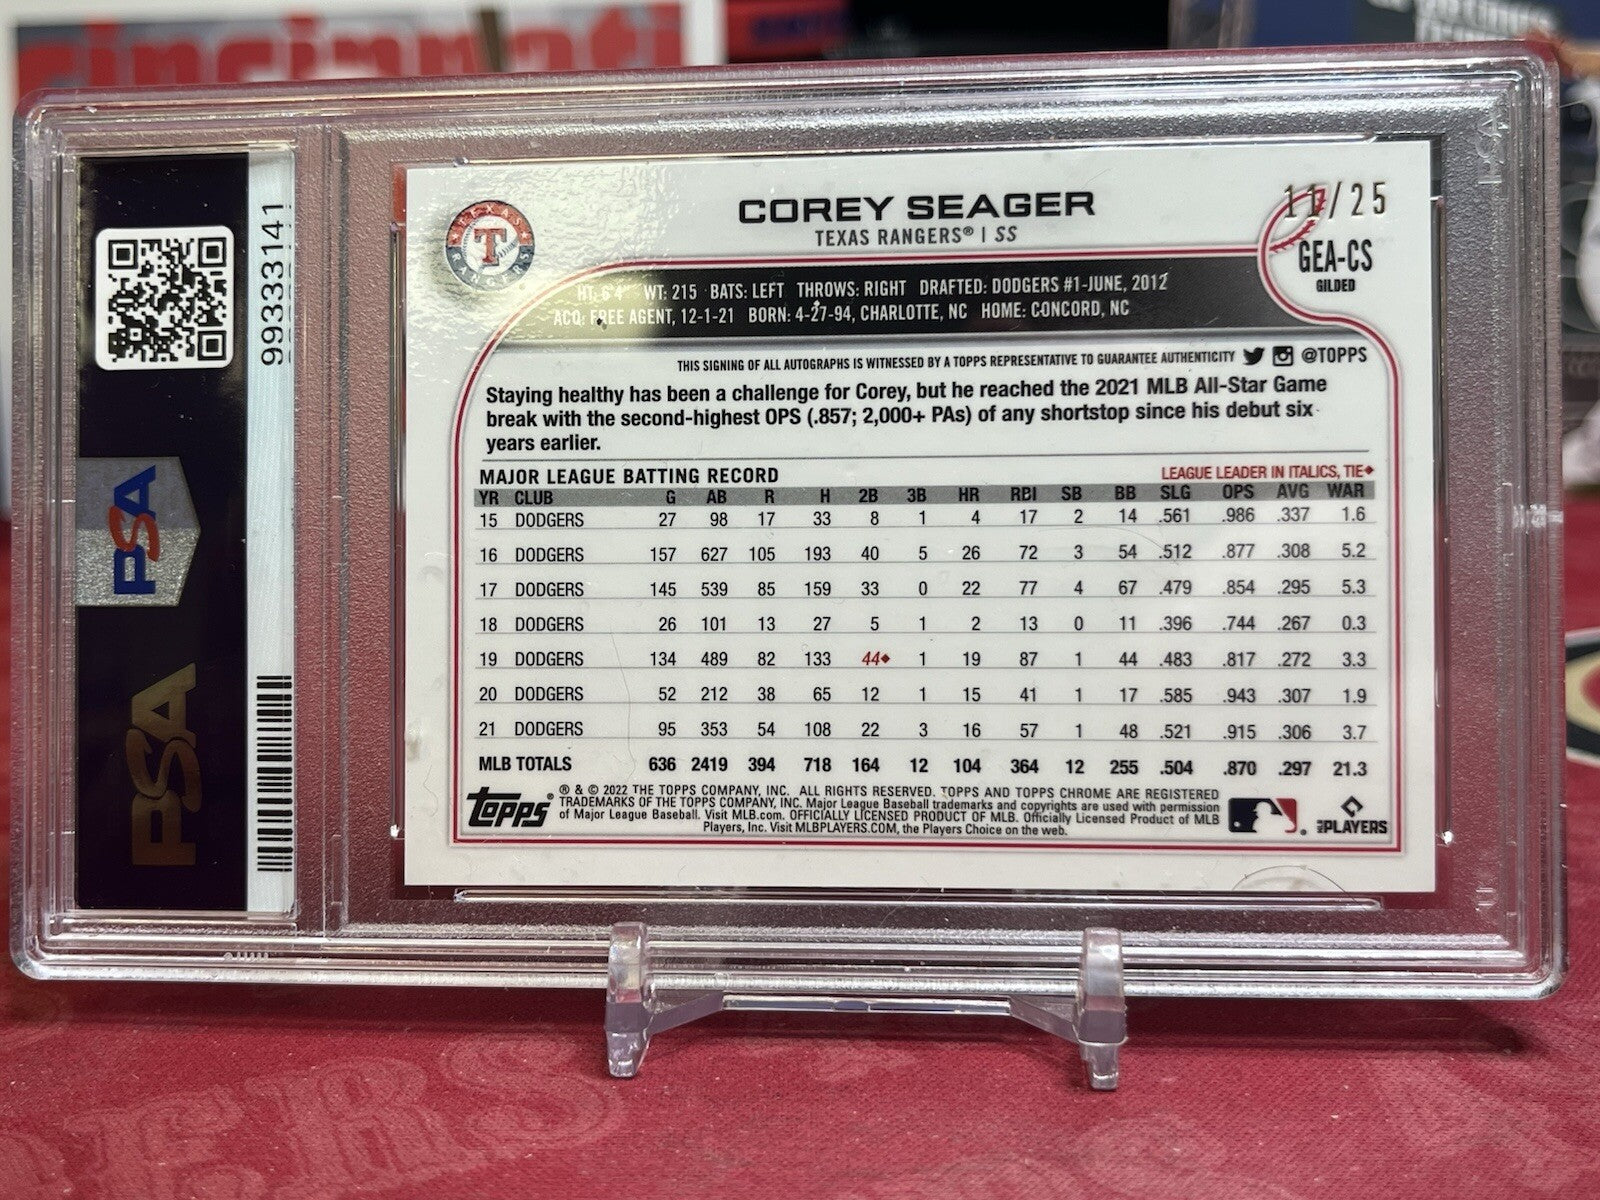 cincinnati
99333141
PSA
PSA
COREY SEAGER
TEXAS RANGERS® | SS
TEXAS
T
RANGERS
11/25
GEA-CS
GILDED
HT: 6'4" WT: 215 BATS: LEFT THROWS: RIGHT DRAFTED: DODGERS #1-JUNE, 2012
ACQ: FREE AGENT, 12-1-21 BORN: 4-27-94, CHARLOTTE, NC HOME: CONCORD, NC
THIS SIGNING OF ALL AUTOGRAPHS IS WITNESSED BY A TOPPS REPRESENTATIVE TO GUARANTEE AUTHENTICITY @TOPPS
Staying healthy has been a challenge for Corey, but he reached the 2021 MLB All-Star Game
break with the second-highest OPS (.857; 2,000+ PAs) of any shortstop since his debut six
years earlier.
MAJOR LEAGUE BATTING RECORD LEAGUE LEADER IN ITALICS, TIE♦
YR CLUB G AB R H 2B 3B HR RBI SB BB SLG OPS AVG WAR
15 DODGERS 27 98 17 33 8 1 4 17 2 14 .561 .986 .337 1.6
16 DODGERS 157 627 105 193 40 5 26 72 3 54 .512 .877 .308 5.2
17 DODGERS 145 539 85 159 33 0 22 77 4 67 .479 .854 .295 5.3
18 DODGERS 26 101 13 27 5 1 2 13 0 11 .396 .744 .267 0.3
19 DODGERS 134 489 82 133 44♦ 1 19 87 1 44 .483 .817 .272 3.3
20 DODGERS 52 212 38 65 12 1 15 41 1 17 .585 .943 .307 1.9
21 DODGERS 95 353 54 108 22 3 16 57 1 48 .521 .915 .306 3.7
MLB TOTALS 636 2419 394 718 164 12 104 364 12 255 .504 .870 .297 21.3
topps®
® & © 2022 THE TOPPS COMPANY, INC. ALL RIGHTS RESERVED. TOPPS AND TOPPS CHROME ARE REGISTERED
TRADEMARKS OF THE TOPPS COMPANY, INC. Major League Baseball trademarks and copyrights are used with permission
of Major League Baseball. Visit MLB.com. OFFICIALLY LICENSED PRODUCT OF MLB. Officially Licensed Product of MLB
Players, Inc. Visit MLBPLAYERS.COM, the Players Choice on the web.
MLB PLAYERS